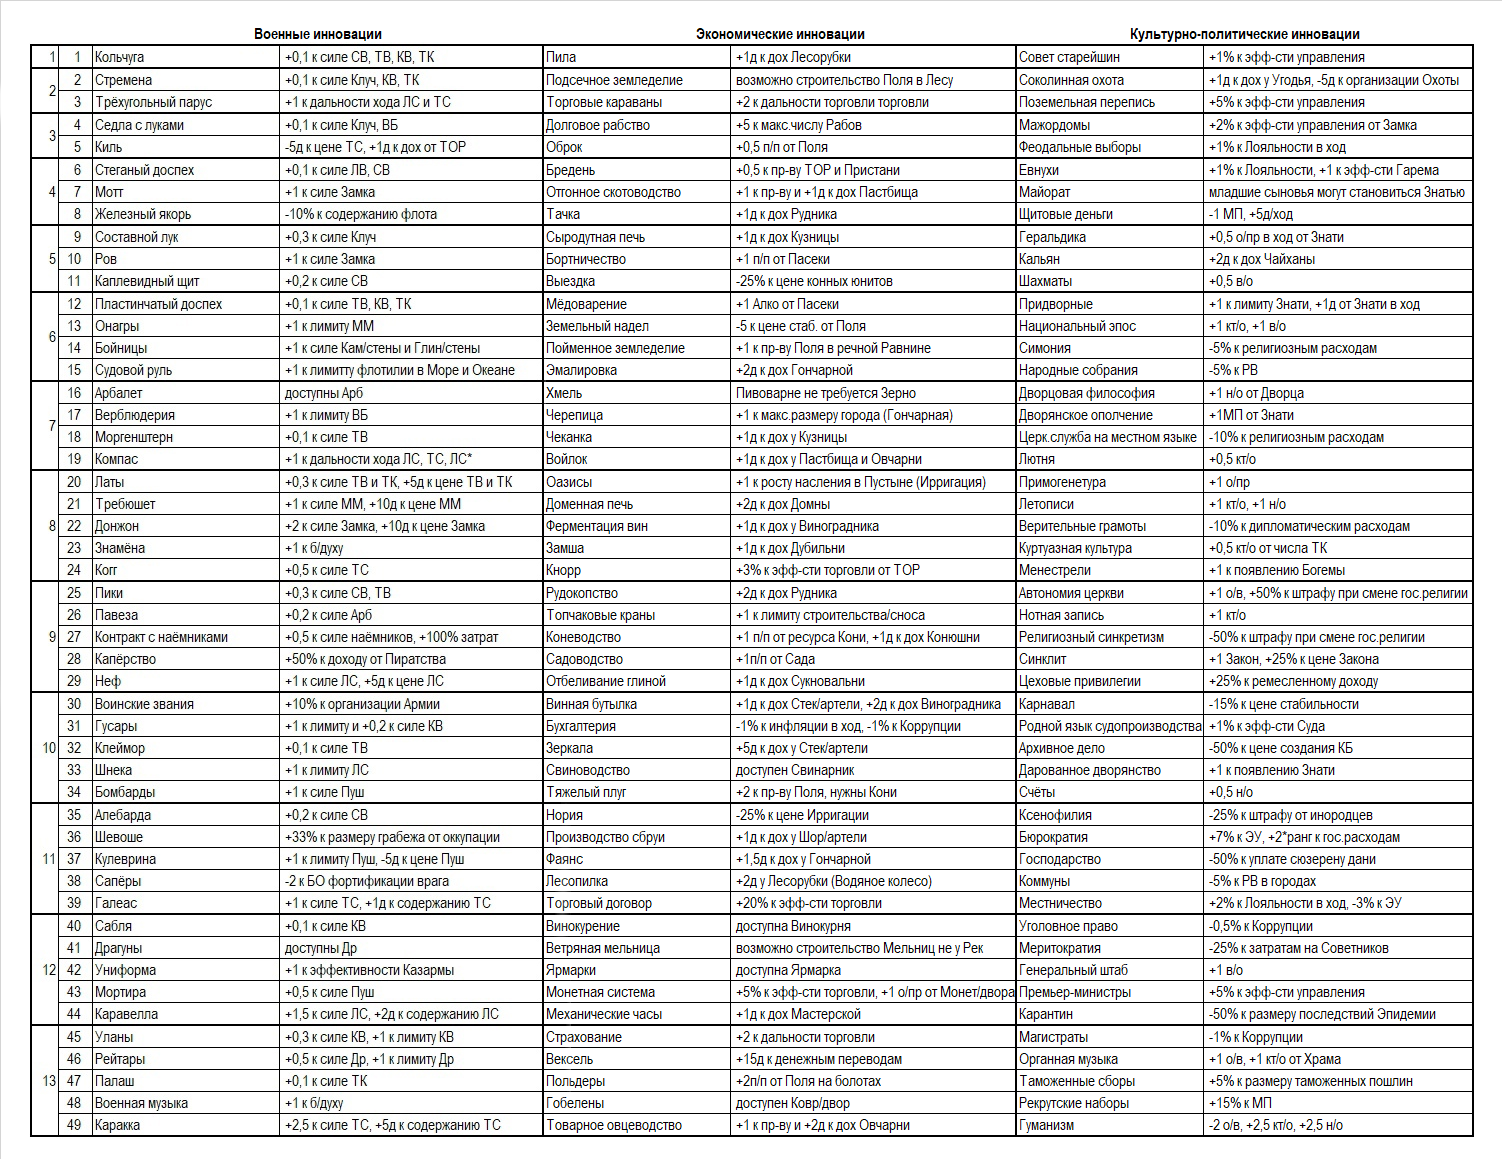 Военные инновации Экономические инновации Культурно-политические инновации
1 1 Кольчуга +0,1 к силе СВ, ТВ, КВ, ТК Пила +1д к дох Лесорубки Совет старейшин +1% к эфф-сти управления
2 2 Стремена +0,1 к силе Клуч, КВ, ТК Подсечное земледелие возможно строительство Поля в Лесу Соколинная охота +1д к дох у Угодья, -5д к организации Охоты
3 Трёхугольный парус +1 к дальности хода ЛС и ТС Торговые караваны +2 к дальности торговли торговли Поземельная перепись +5% к эфф-сти управления
3 4 Седла с луками +0,1 к силе Клуч, ВБ Долговое рабство +5 к макс.числу Рабов Мажордомы +2% к эфф-сти управления от Замка
5 Киль -5д к цене ТС, +1д к дох от ТОР Оброк +0,5 п/п от Поля Феодальные выборы +1% к Лояльности в ход
4 6 Стеганый доспех +0,1 к силе ЛВ, СВ Бредень +0,5 к пр-ву ТОР и Пристани Евнухи +1% к Лояльности, +1 к эфф-сти Гарема
7 Мотт +1 к силе Замка Отгонное скотоводство +1 к пр-ву и +1д к дох Пастбища Майорат младшие сыновья могут становиться Знатью
8 Железный якорь -10% к содержанию флота Тачка +1д к дох Рудника Щитовые деньги -1 МП, +5д/ход
5 9 Составной лук +0,3 к силе Клуч Сыродутная печь +1д к дох Кузницы Геральдика +0,5 о/пр в ход от Знати
10 Ров +1 к силе Замка Бортничество +1 п/п от Пасеки Кальян +2д к дох Чайханы
11 Каплевидный щит +0,2 к силе СВ Выездка -25% к цене конных юнитов Шахматы +0,5 в/о
6 12 Пластинчатый доспех +0,1 к силе ТВ, КВ, ТК Мёдоварение +1 Алко от Пасеки Придворные +1 к лимиту Знати, +1д от Знати в ход
13 Онагры +1 к лимиту ММ Земельный надел -5 к цене стаб. от Поля Национальный эпос +1 кт/о, +1 в/о
14 Бойницы +1 к силе Кам/стены и Глин/стены Пойменное земледелие +1 к пр-ву Поля в речной Равнине Симония -5% к религиозным расходам
15 Судовой руль +1 к лимитту флотилии в Море и Океане Эмалировка +2д к дох Гончарной Народные собрания -5% к РВ
7 16 Арбалет доступны Арб Хмель Пивоварне не требуется Зерно Дворцовая философия +1 н/о от Дворца
17 Верблюдерия +1 к лимиту ВБ Черепица +1 к макс.размеру города (Гончарная) Дворянское ополчение +1МП от Знати
18 Моргенштерн +0,1 к силе ТВ Чеканка +1д к дох у Кузницы Церк.служба на местном языке -10% к религиозным расходам
19 Компас +1 к дальности хода ЛС, ТС, ЛС* Войлок +1д к дох у Пастбища и Овчарни Лютня +0,5 кт/о
8 20 Латы +0,3 к силе ТВ и ТК, +5д к цене ТВ и ТК Оазисы +1 к росту насления в Пустыне (Ирригация) Примогенетура +1 о/пр
21 Требюшет +1 к силе ММ, +10д к цене ММ Доменная печь +2д к дох Домны Летописи +1 кт/о, +1 н/о
22 Донжон +2 к силе Замка, +10д к цене Замка Ферментация вин +1д к дох у Виноградника Верительные грамоты -10% к дипломатическим расходам
23 Знамёна +1 к б/духу Замша +1д к дох Дубильни Куртуазная культура +0,5 кт/о от числа ТК
24 Когг +0,5 к силе ТС Кнорр +3% к эфф-сти торговли от ТОР Менестрели +1 к появлению Богемы
9 25 Пики +0,3 к силе СВ, ТВ Рудокопство +2д к дох Рудника Автономия церкви +1 о/в, +50% к штрафу при смене гос.религии
26 Павеза +0,2 к силе Арб Топчаковые краны +1 к лимиту строительства/сноса Нотная запись +1 кт/о
27 Контракт с наёмниками +0,5 к силе наёмников, +100% затрат Коневодство +1 п/п от ресурса Кони, +1д к дох Конюшни Религиозный синкретизм -50% к штрафу при смене гос.религии
28 Капёрство +50% к доходу от Пиратства Садоводство +1п/п от Сада Синклит +1 Закон, +25% к цене Закона
29 Неф +1 к силе ЛС, +5д к цене ЛС Отбеливание глиной +1д к дох Сукновальни Цеховые привилегии +25% к ремесленному доходу
10 30 Воинские звания +10% к организации Армии Винная бутылка +1д к дох Стек/артели, +2д к дох Виноградника Карнавал -15% к цене стабильности
31 Гусары +1 к лимиту и +0,2 к силе КВ Бухгалтерия -1% к инфляции в ход, -1% к Коррупции Родной язык судопроизводства +1% к эфф-сти Суда
32 Клеймор +0,1 к силе ТВ Зеркала +5д к дох у Стек/артели Архивное дело -50% к цене создания КБ
33 Шнека +1 к лимиту ЛС Свиноводство доступен Свинарник Дарованное дворянство +1 к появлению Знати
34 Бомбарды +1 к силе Пуш Тяжелый плуг +2 к пр-ву Поля, нужны Кони Счёты +0,5 н/о
11 35 Алебарда +0,2 к силе СВ Нория -25% к цене Ирригации Ксенофилия -25% к штрафу от инородцев
36 Шевоше +33% к размеру грабежа от оккупации Производство сбруи +1д к дох у Шор/артели Бюрократия +7% к ЭУ, +2*ранг к гос.расходам
37 Кулеврина +1 к лимиту Пуш, -5д к цене Пуш Фаянс +1,5д к дох у Гончарной Господарство -50% к уплате сюзерену дани
38 Сапёры -2 к БО фортификации врага Лесопилка +2д у Лесорубки (Водяное колесо) Коммуны -5% к РВ в городах
39 Галеас +1 к силе ТС, +1д к содержанию ТС Торговый договор +20% к эфф-сти торговли Местничество +2% к Лояльности в ход, -3% к ЭУ
12 40 Сабля +0,1 к силе КВ Винокурение доступна Винокурня Уголовное право -0,5% к Коррупции
41 Драгуны доступны Др Ветряная мельница возможно строительство Мельниц не у Рек Меритократия -25% к затратам на Советников
42 Униформа +1 к эффективности Казармы Ярмарки доступна Ярмарка Генеральный штаб +1 в/о
43 Мортира +0,5 к силе Пуш Монетная система +5% к эфф-сти торговли, +1 о/пр от Монет/двора Премьер-министры +5% к эфф-сти управления
44 Каравелла +1,5 к силе ЛС, +2д к содержанию ЛС Механические часы +1д к дох Мастерской Карантин -50% к размеру последствий Эпидемии
13 45 Уланы +0,3 к силе КВ, +1 к лимиту КВ Страхование +2 к дальности торговли Магистраты -1% к Коррупции
46 Рейтары +0,5 к силе Др, +1 к лимиту Др Вексель +15д к денежным переводам Органная музыка +1 о/в, +1 кт/о от Храма
47 Палаш +0,1 к силе ТК Польдеры +2п/п от Поля на болотах Таможенные сборы +5% к размеру таможенных пошлин
48 Военная музыка +1 к б/духу Гобелены доступен Ковр/двор Рекрутские наборы +15% к МП
49 Каракка +2,5 к силе ТС, +5д к содержанию ТС Товарное овцеводство +1 к пр-ву и +2д к дох Овчарни Гуманизм -2 о/в, +2,5 кт/о, +2,5 н/о